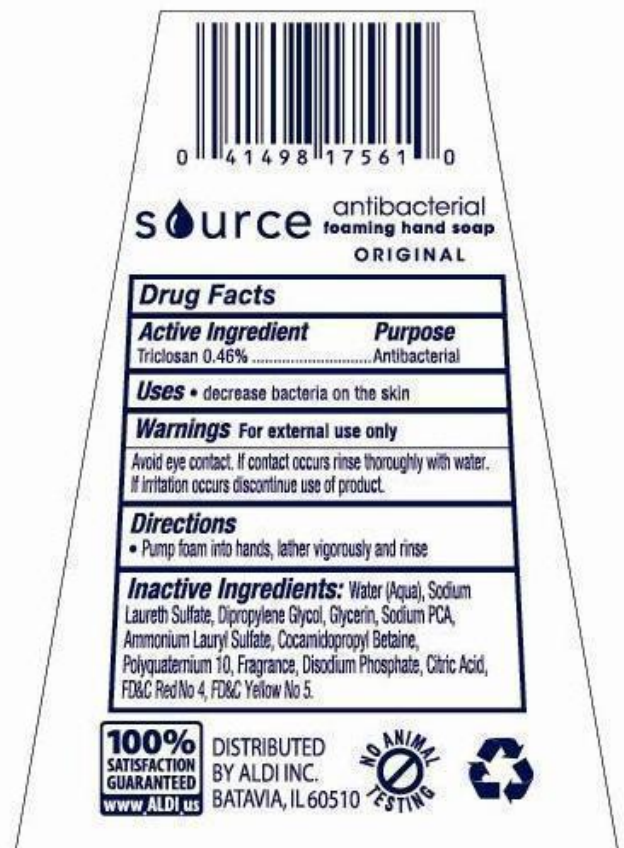 0 41498 17561 0
source antibacterial
foaming hand soap
ORIGINAL
Drug Facts
Active Ingredient Purpose
Triclosan 0.46% ............................ Antibacterial
Uses • decrease bacteria on the skin
Warnings For external use only
Avoid eye contact. If contact occurs rinse thoroughly with water.
If irritation occurs discontinue use of product.
Directions
• Pump foam into hands, lather vigorously and rinse
Inactive Ingredients: Water (Aqua), Sodium
Laureth Sulfate, Dipropylene Glycol, Glycerin, Sodium PCA,
Ammonium Lauryl Sulfate, Cocamidopropyl Betaine,
Polyquaternium 10, Fragrance, Disodium Phosphate, Citric Acid,
FD&C Red No 4, FD&C Yellow No 5.
100%
SATISFACTION
GUARANTEED
www.ALDI.us
DISTRIBUTED
BY ALDI INC.
BATAVIA, IL 60510
NO ANIMAL
TESTING